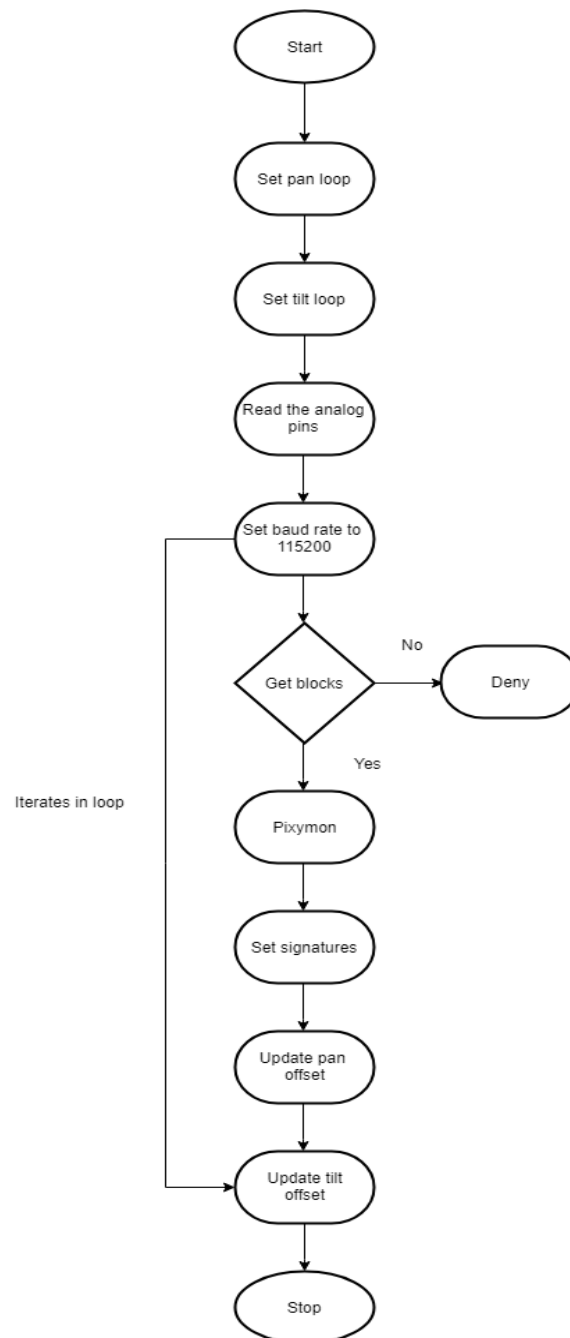 Start
Set pan loop
Set tilt loop
Read the analog
pins
Set baud rate to
115200
No
Get blocks
Deny
Yes
Iterates in loop
Pixymon
Set signatures
Update pan
offset
Update tilt
offset
Stop